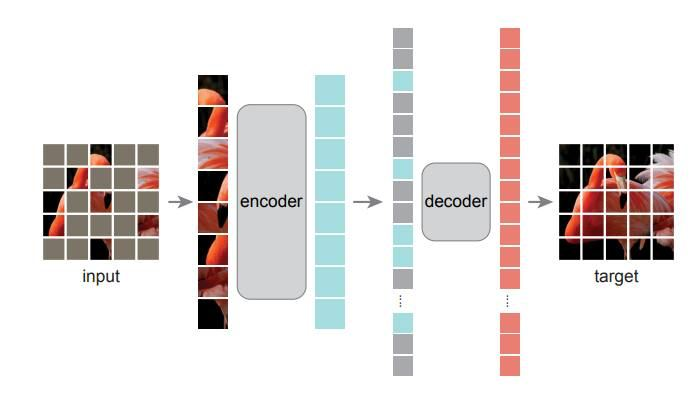 encoder
decoder
input
target